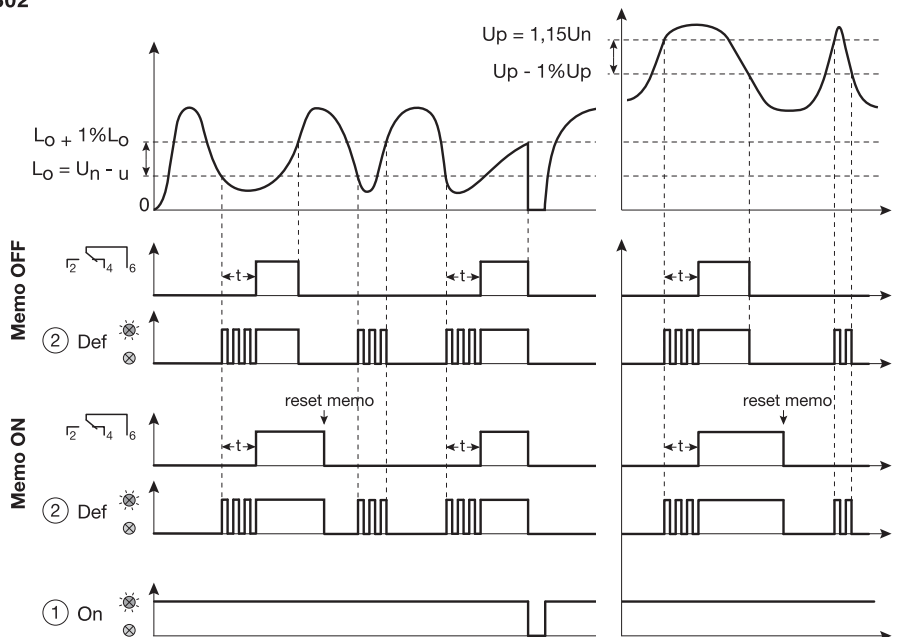 Up = 1,15Un
Up - 1%Up
Lo + 1%Lo
Lo = Un - u
0
Memo OFF
2 4 6
t t t
2 Def
reset memo reset memo
Memo ON
2 4 6
t t t
2 Def
1 On